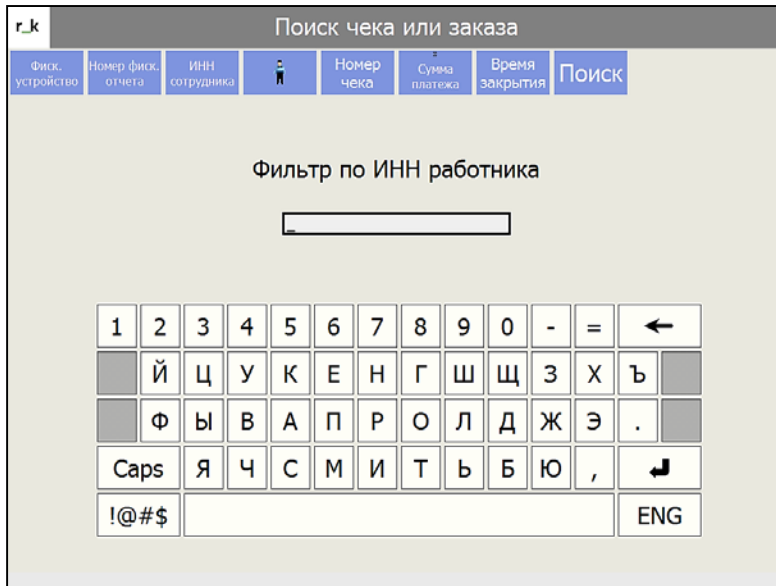 r_k
Поиск чека или заказа
Фиск. устройство
Номер фиск. отчета
ИНН сотрудника
Номер чека
Сумма платежа
Время закрытия
Поиск
Фильтр по ИНН работника
_
1 2 3 4 5 6 7 8 9 0 - =
Й Ц У К Е Н Г Ш Щ З Х Ъ
Ф Ы В А П Р О Л Д Ж Э .
Caps Я Ч С М И Т Ь Б Ю ,
!@#$ ENG